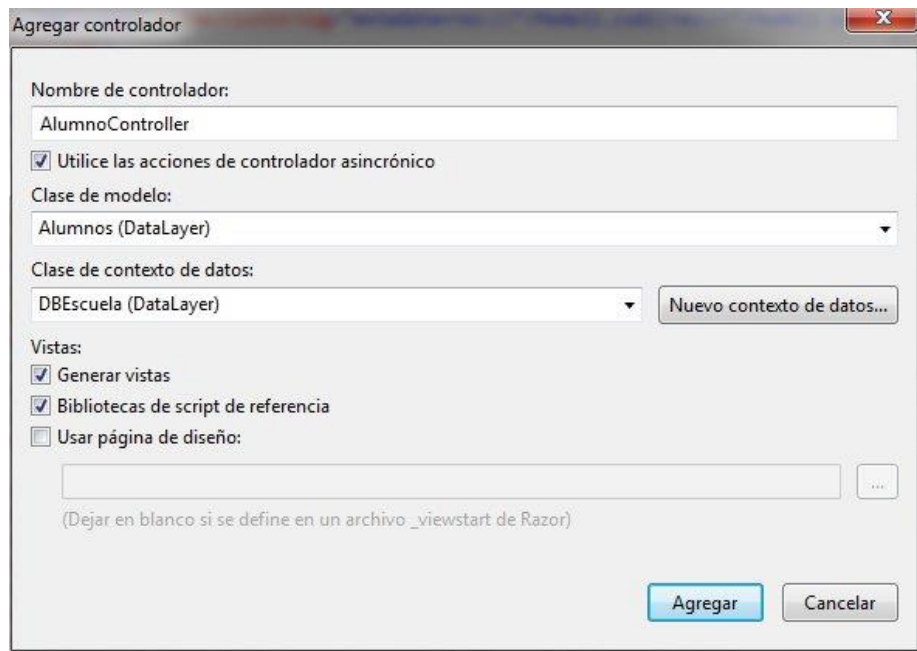 Agregar controlador
Nombre de controlador:
AlumnoController
Utilice las acciones de controlador asincrónico
Clase de modelo:
Alumnos (DataLayer)
Clase de contexto de datos:
DBEscuela (DataLayer)
Nuevo contexto de datos...
Vistas:
Generar vistas
Bibliotecas de script de referencia
Usar página de diseño:
...
(Dejar en blanco si se define en un archivo _viewstart de Razor)
Agregar
Cancelar